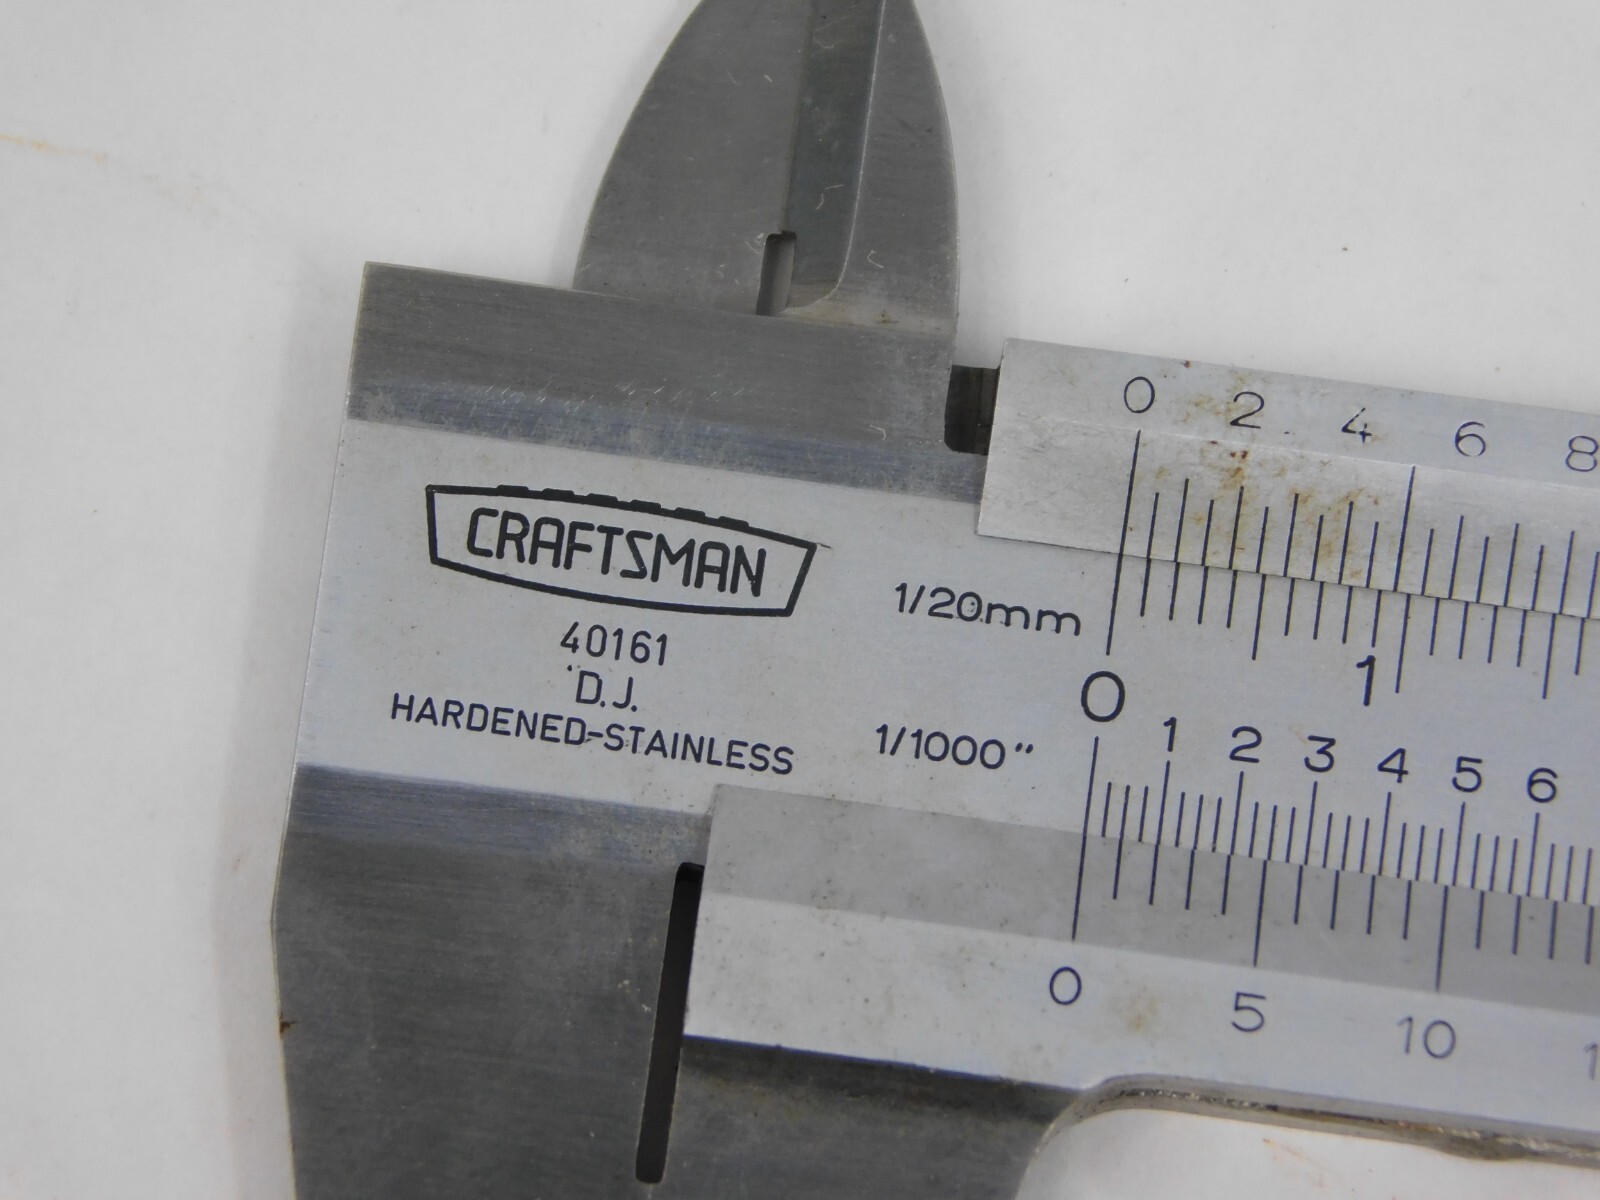 0 2 4 6 8
CRAFTSMAN
1/20mm
40161
D.J.
HARDENED-STAINLESS
0 1
1/1000"
1 2 3 4 5 6
0 5 10